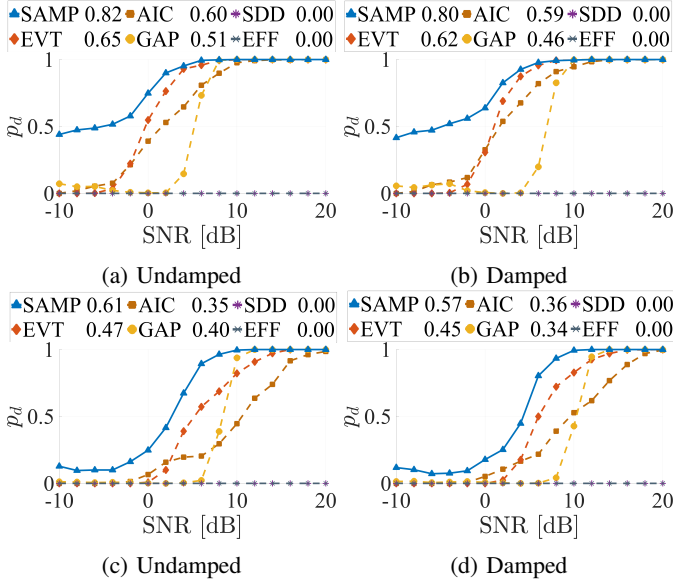 SAMP 0.82 AIC 0.60 SDD 0.00
EVT 0.65 GAP 0.51 EFF 0.00
1
0.5
0
p_d
-10 0 10 20
SNR [dB]
(a) Undamped
SAMP 0.80 AIC 0.59 SDD 0.00
EVT 0.62 GAP 0.46 EFF 0.00
1
0.5
0
p_d
-10 0 10 20
SNR [dB]
(b) Damped
SAMP 0.61 AIC 0.35 SDD 0.00
EVT 0.47 GAP 0.40 EFF 0.00
1
0.5
0
p_d
-10 0 10 20
SNR [dB]
(c) Undamped
SAMP 0.57 AIC 0.36 SDD 0.00
EVT 0.45 GAP 0.34 EFF 0.00
1
0.5
0
p_d
-10 0 10 20
SNR [dB]
(d) Damped